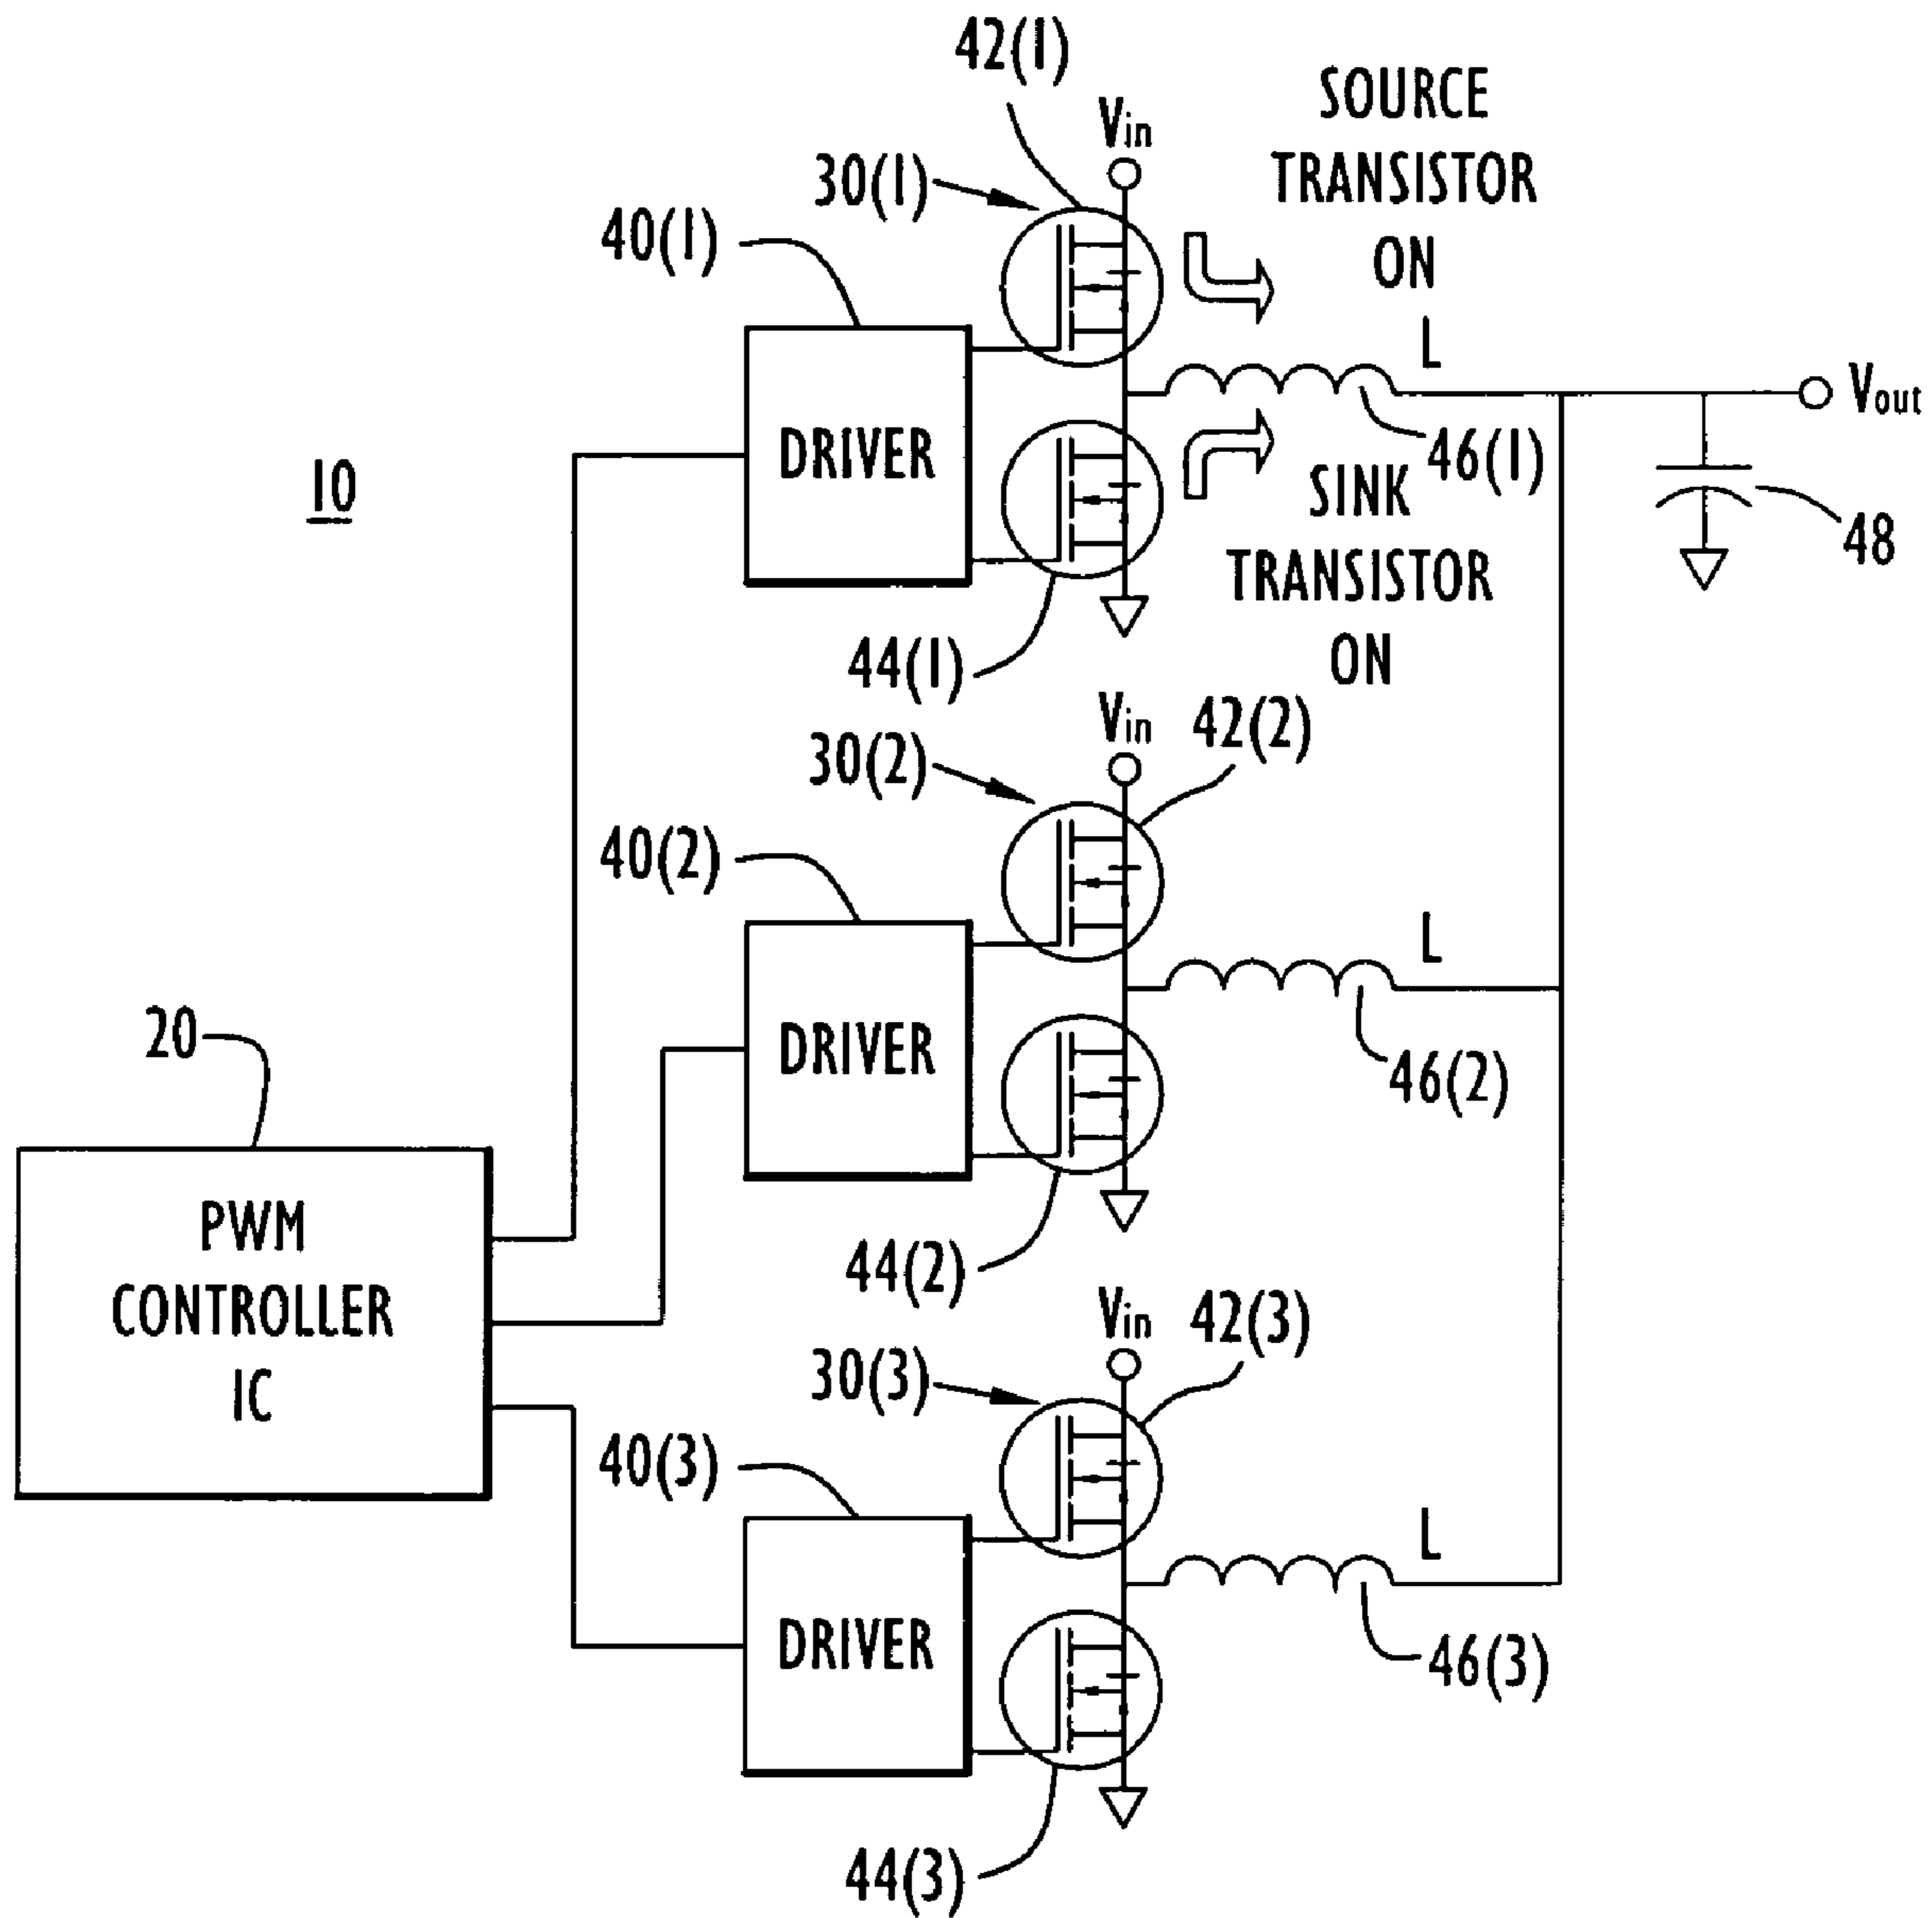 42(1)
SOURCE
TRANSISTOR
ON
Vin
30(1)
40(1)
L
Vout
DRIVER
46(1)
10
SINK
TRANSISTOR
ON
48
44(1)
Vin
42(2)
30(2)
40(2)
L
DRIVER
46(2)
20
PWM
CONTROLLER
IC
44(2)
Vin
42(3)
30(3)
40(3)
L
DRIVER
46(3)
44(3)